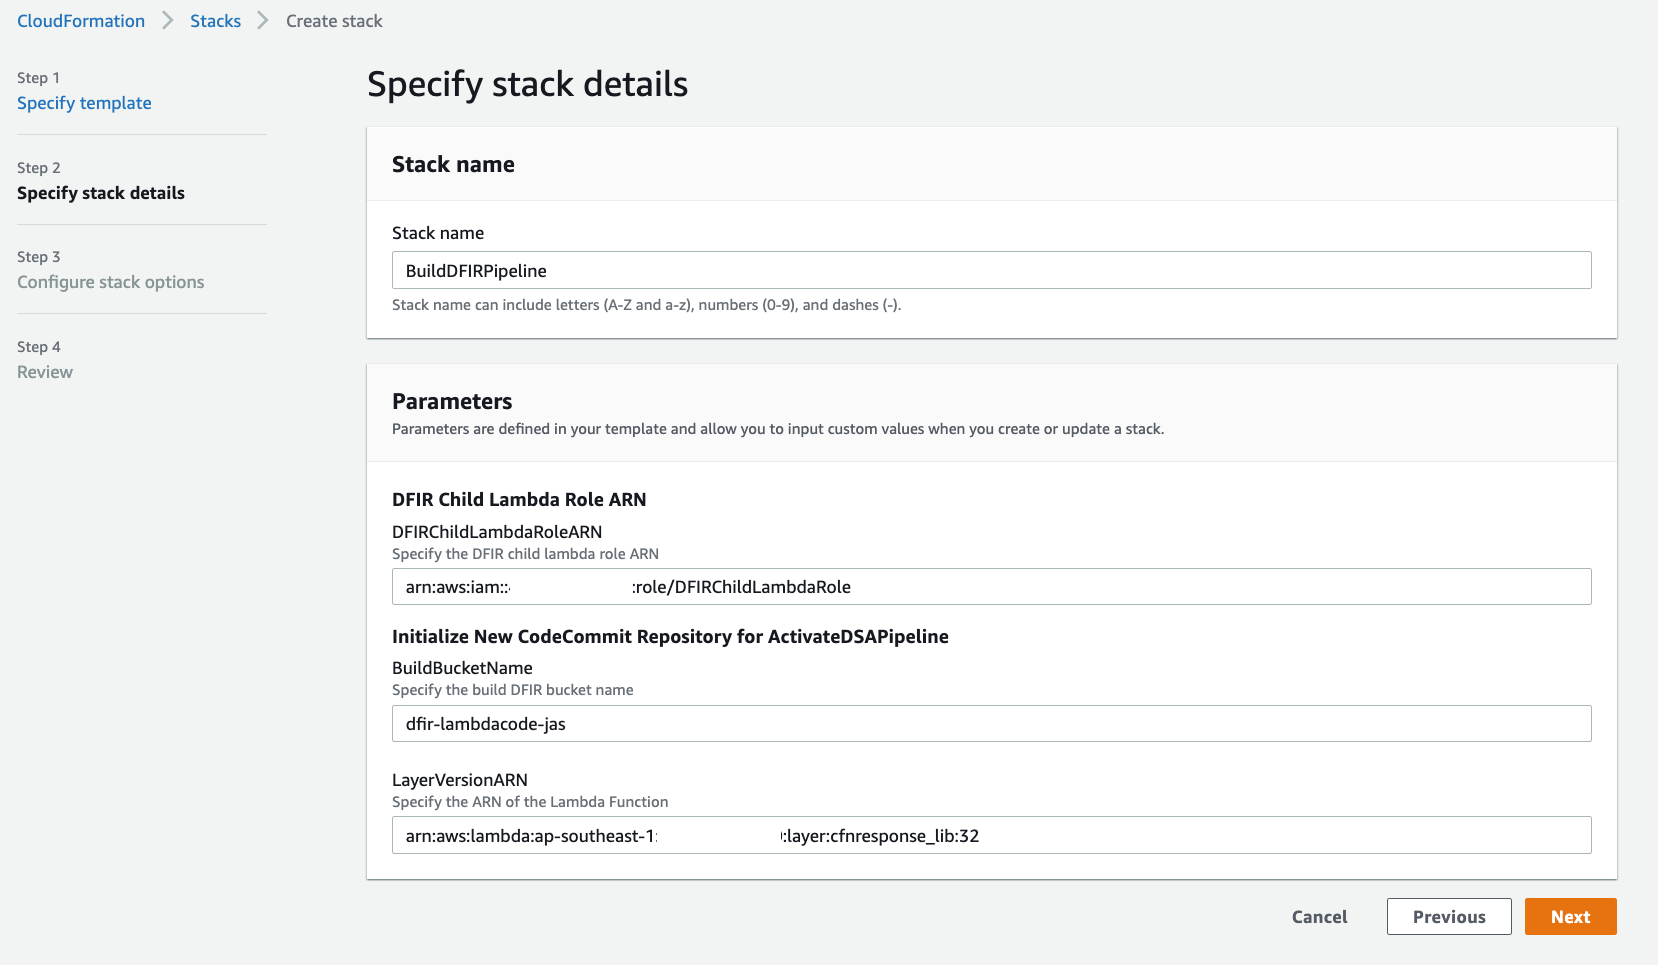 CloudFormation > Stacks > Create stack
Step 1
Specify template
Step 2
Specify stack details
Step 3
Configure stack options
Step 4
Review
Specify stack details
Stack name
Stack name
BuildDFIRPipeline
Stack name can include letters (A-Z and a-z), numbers (0-9), and dashes (-).
Parameters
Parameters are defined in your template and allow you to input custom values when you create or update a stack.
DFIR Child Lambda Role ARN
DFIRChildLambdaRoleARN
Specify the DFIR child lambda role ARN
arn:aws:iam:: :role/DFIRChildLambdaRole
Initialize New CodeCommit Repository for ActivateDSAPipeline
BuildBucketName
Specify the build DFIR bucket name
dfir-lambdacode-jas
LayerVersionARN
Specify the ARN of the Lambda Function
arn:aws:lambda:ap-southeast-1: :layer:cfnresponse_lib:32
Cancel
Previous
Next